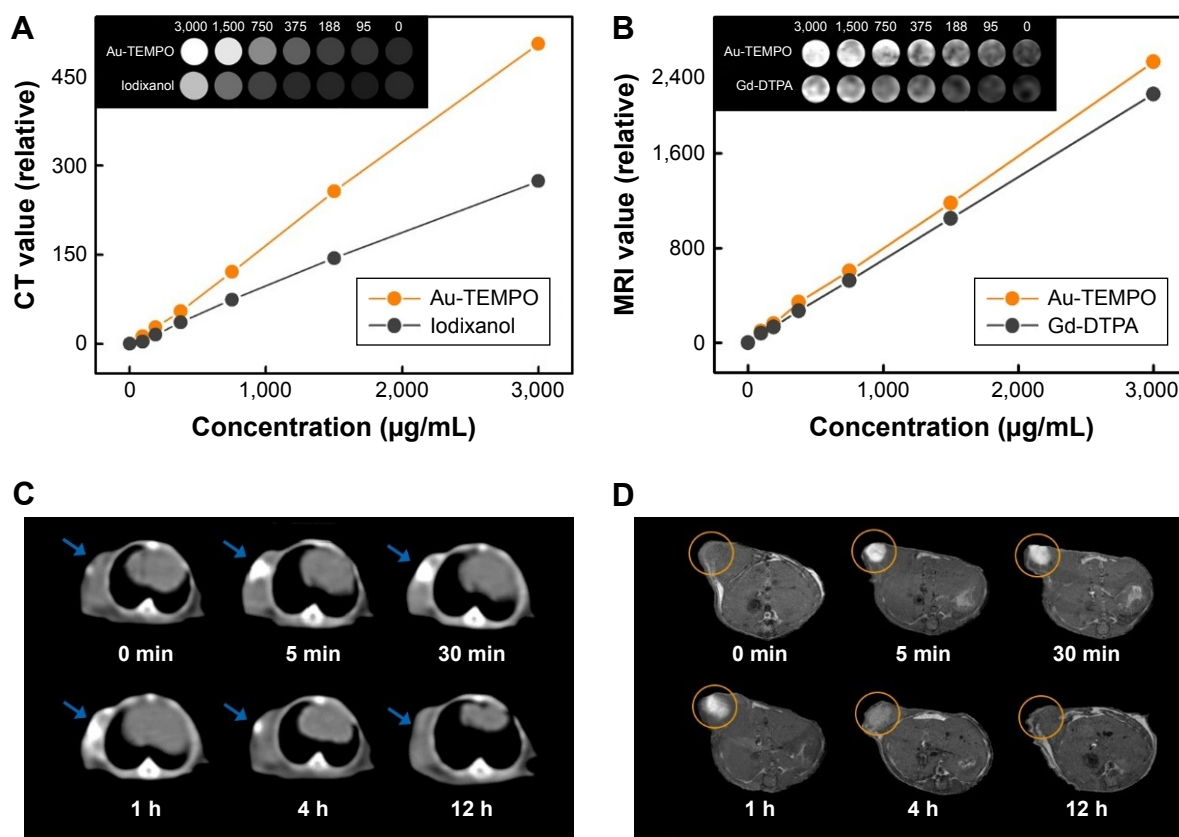 A
3,000 1,500 750 375 188 95 0
Au-TEMPO
Iodixanol
450
300
150
0
CT value (relative)
Au-TEMPO
Iodixanol
0 1,000 2,000 3,000
Concentration (µg/mL)
B
3,000 1,500 750 375 188 95 0
Au-TEMPO
Gd-DTPA
2,400
1,600
800
0
MRI value (relative)
Au-TEMPO
Gd-DTPA
0 1,000 2,000 3,000
Concentration (µg/mL)
C
0 min 5 min 30 min
1 h 4 h 12 h
D
0 min 5 min 30 min
1 h 4 h 12 h